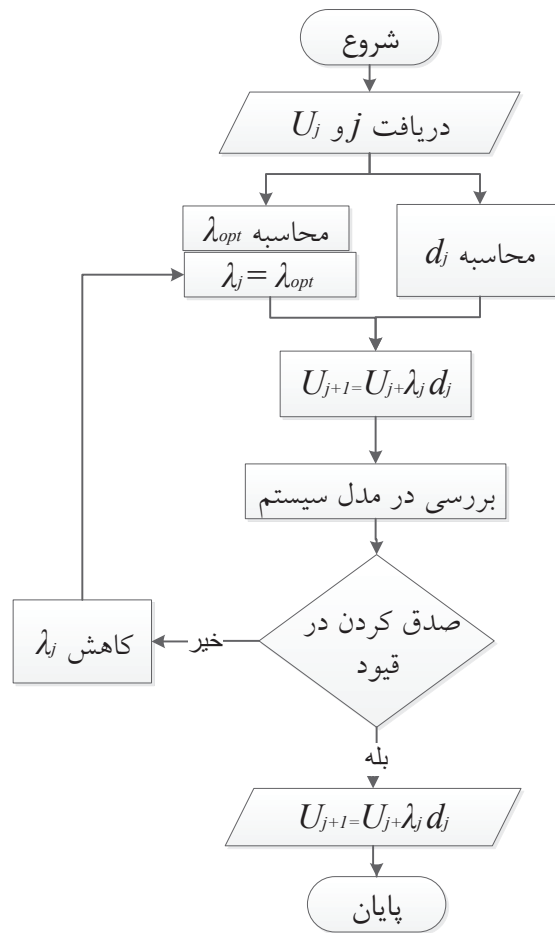 شروع
دریافت j و Uj
محاسبه λopt
λj = λopt
محاسبه dj
Uj+1=Uj+λj dj
بررسی در مدل سیستم
صدق کردن در
قیود
خیر
کاهش λj
بله
Uj+1=Uj+λj dj
پایان